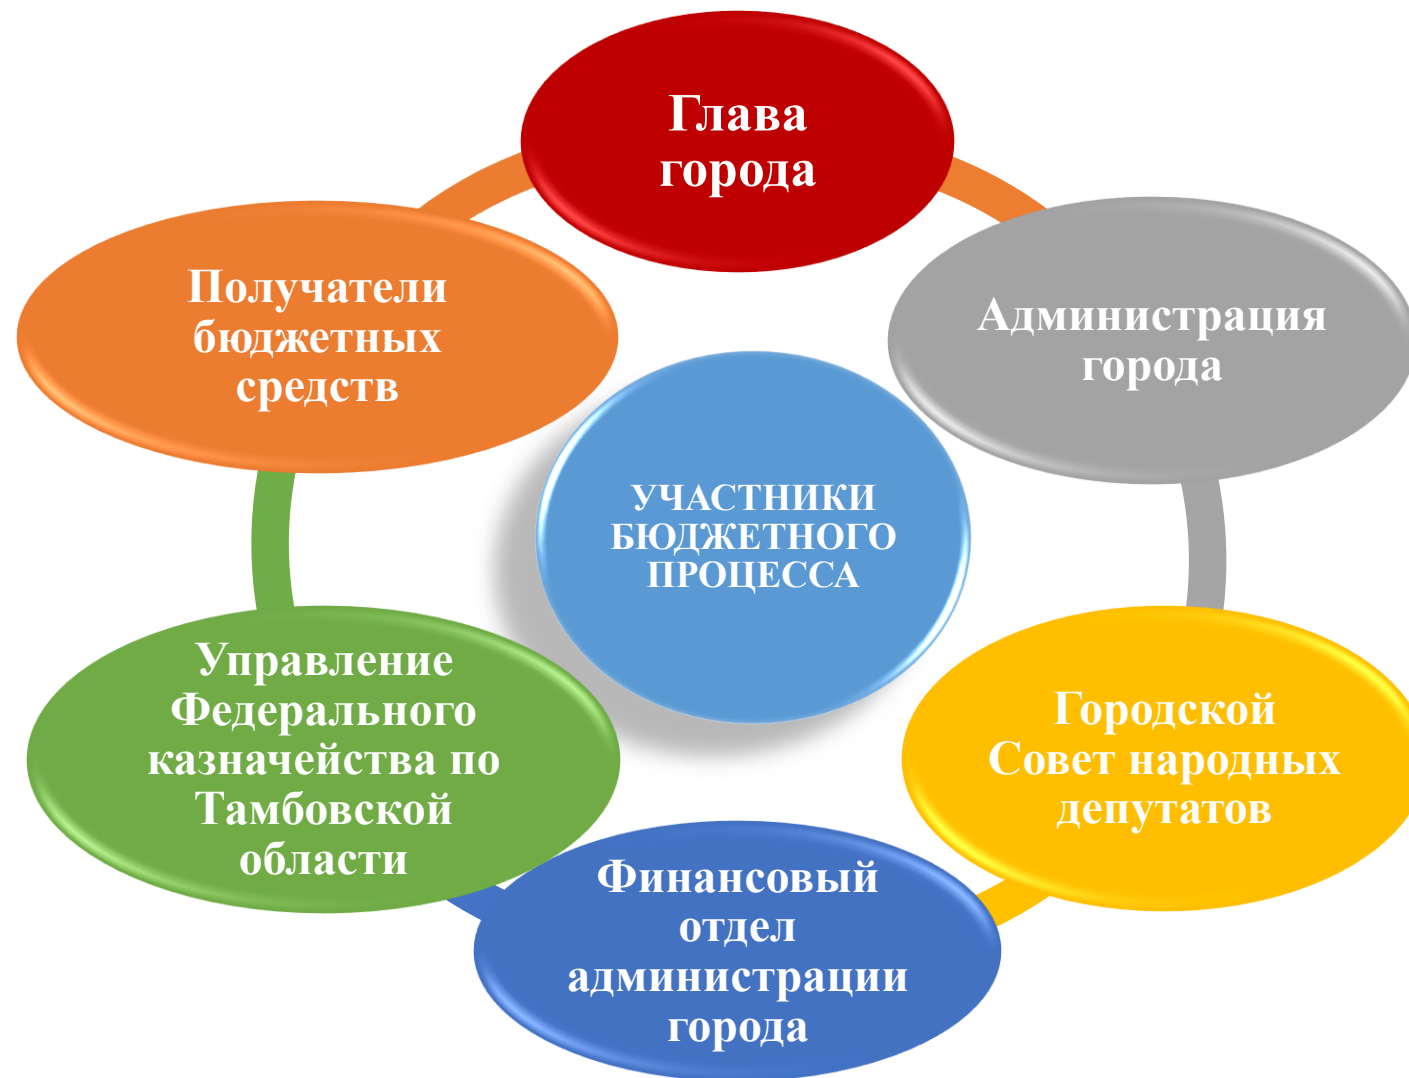 Глава
города
Администрация
города
Городской
Совет народных
депутатов
Финансовый
отдел
администрации
города
Управление
Федерального
казначейства по
Тамбовской
области
Получатели
бюджетных
средств
УЧАСТНИКИ
БЮДЖЕТНОГО
ПРОЦЕССА